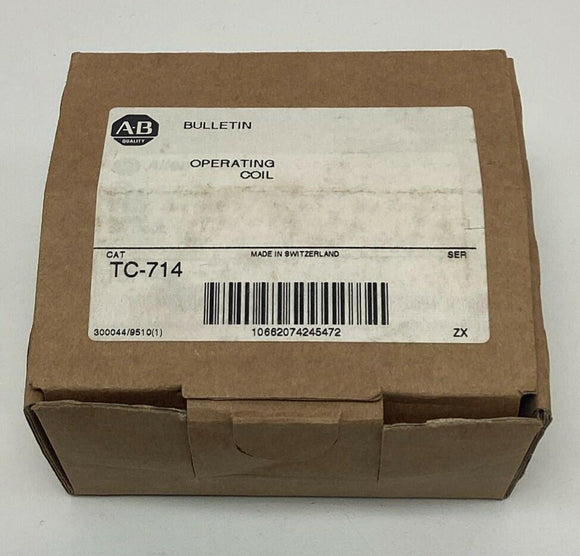 A-B
QUALITY
BULLETIN
OPERATING
COIL
CAT
MADE IN SWITZERLAND
SER
TC-714
300044/9510(1)
10662074245472
ZX